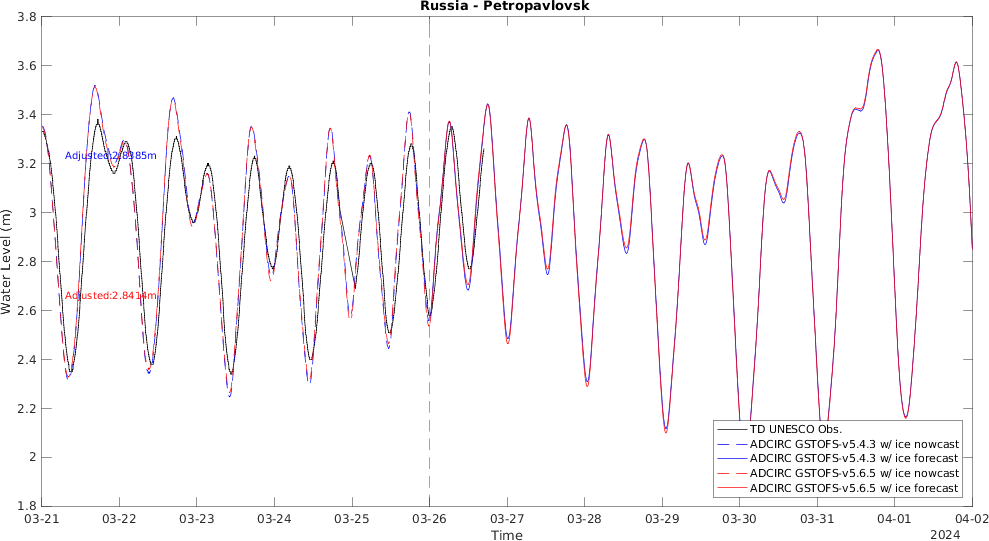 Russia - Petropavlovsk
3.8
3.6
3.4
3.2
3
2.8
2.6
2.4
2.2
2
1.8
Water Level (m)
Adjusted:2.8385m
Adjusted:2.8414m
TD UNESCO Obs.
ADCIRC GSTOFS-v5.4.3 w/ ice nowcast
ADCIRC GSTOFS-v5.4.3 w/ ice forecast
ADCIRC GSTOFS-v5.6.5 w/ ice nowcast
ADCIRC GSTOFS-v5.6.5 w/ ice forecast
03-21 03-22 03-23 03-24 03-25 03-26 03-27 03-28 03-29 03-30 03-31 04-01 04-02
Time
2024